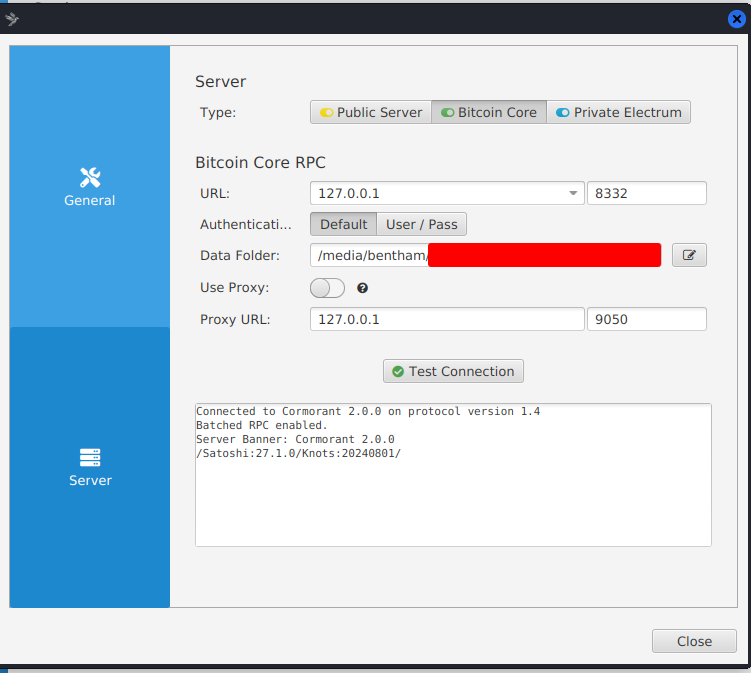 Server
Type: Public Server Bitcoin Core Private Electrum
Bitcoin Core RPC
URL: 127.0.0.1 8332
Authenticati... Default User / Pass
Data Folder: /media/bentham/
Use Proxy:
Proxy URL: 127.0.0.1 9050
Test Connection
Connected to Cormorant 2.0.0 on protocol version 1.4
Batched RPC enabled.
Server Banner: Cormorant 2.0.0
/Satoshi:27.1.0/Knots:20240801/
General
Server
Close